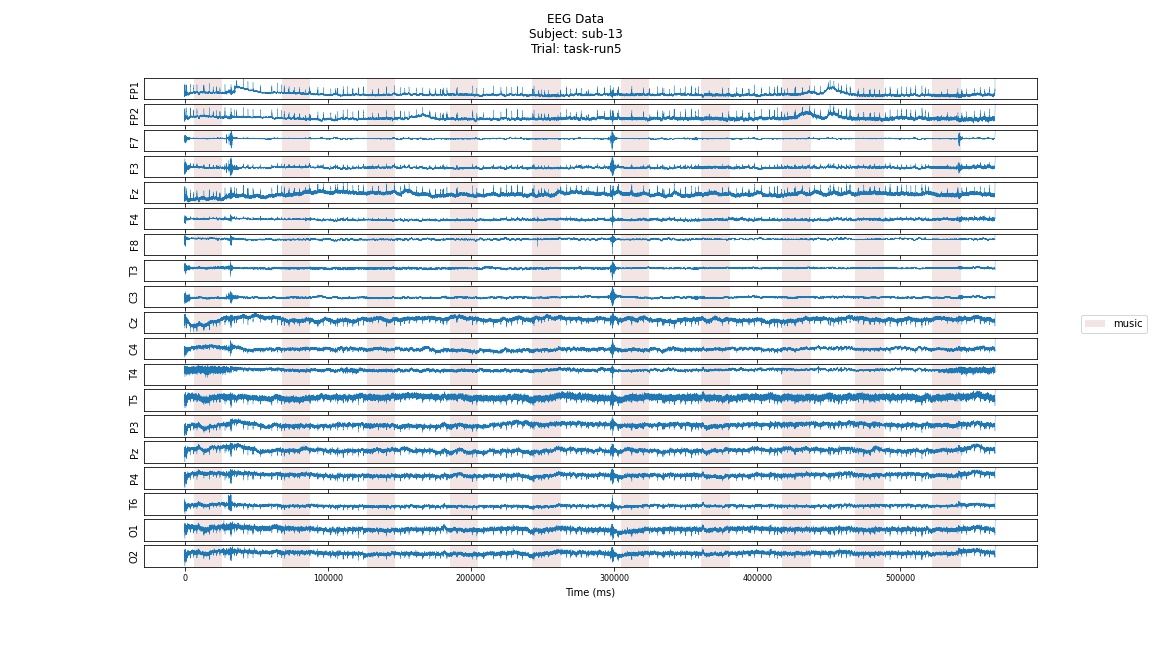 EEG Data
Subject: sub-13
Trial: task-run5
FP1
FP2
F7
F3
Fz
F4
F8
T3
C3
Cz
C4
T4
T5
P3
Pz
P4
T6
O1
O2
music
0 100000 200000 300000 400000 500000
Time (ms)